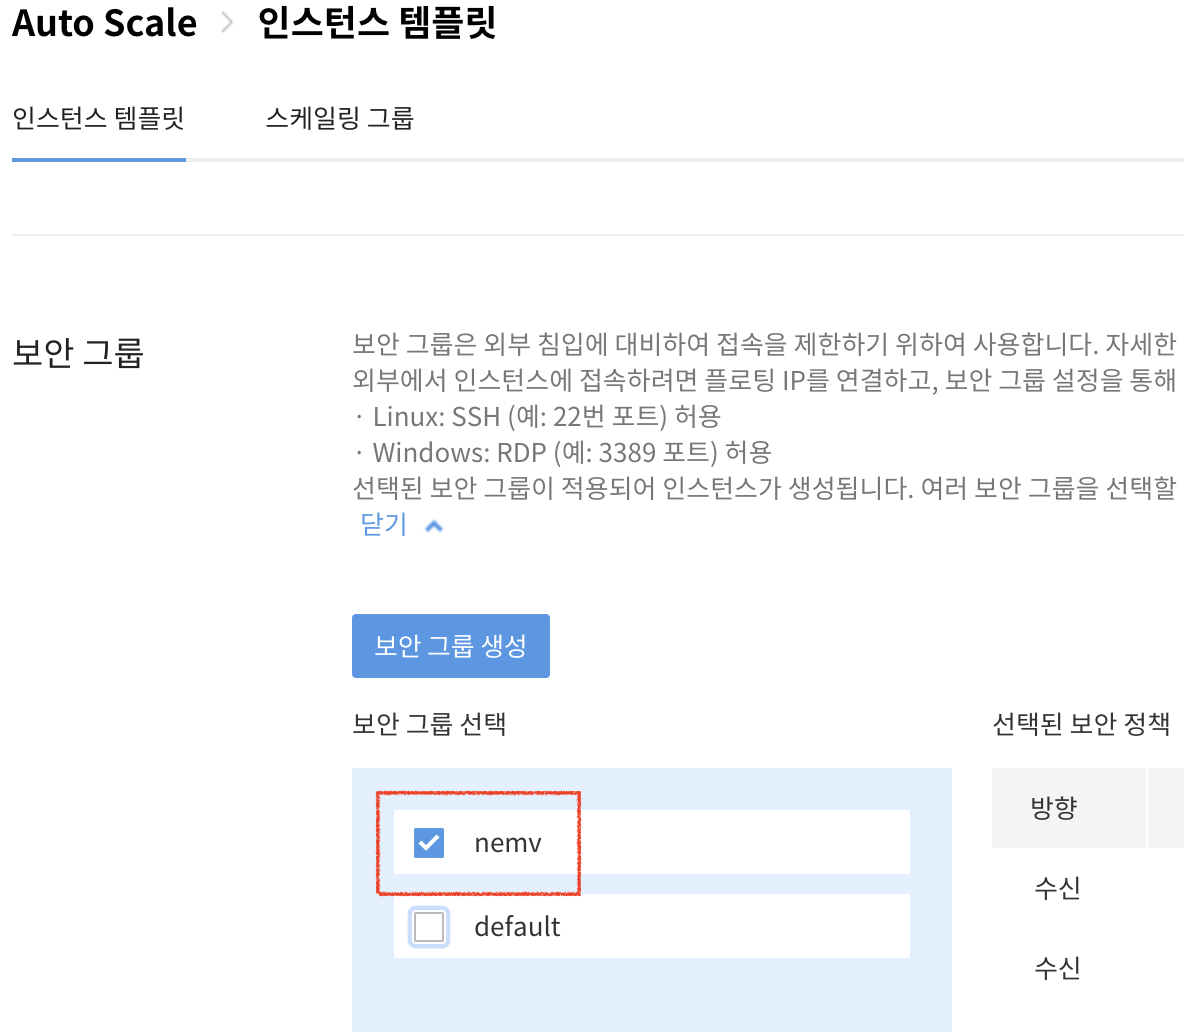 Auto Scale > 인스턴스 템플릿
인스턴스 템플릿 스케일링 그룹
보안 그룹
보안 그룹은 외부 침입에 대비하여 접속을 제한하기 위하여 사용합니다. 자세한
외부에서 인스턴스에 접속하려면 플로팅 IP를 연결하고, 보안 그룹 설정을 통해
· Linux: SSH (예: 22번 포트) 허용
· Windows: RDP (예: 3389 포트) 허용
선택된 보안 그룹이 적용되어 인스턴스가 생성됩니다. 여러 보안 그룹을 선택할
닫기
보안 그룹 생성
보안 그룹 선택
nemv
default
선택된 보안 정책
방향
수신
수신